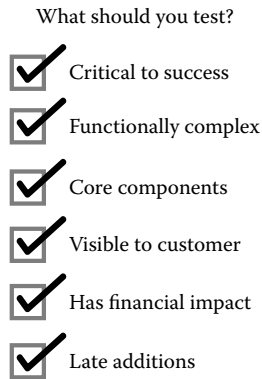 What should you test?
Critical to success
Functionally complex
Core components
Visible to customer
Has financial impact
Late additions